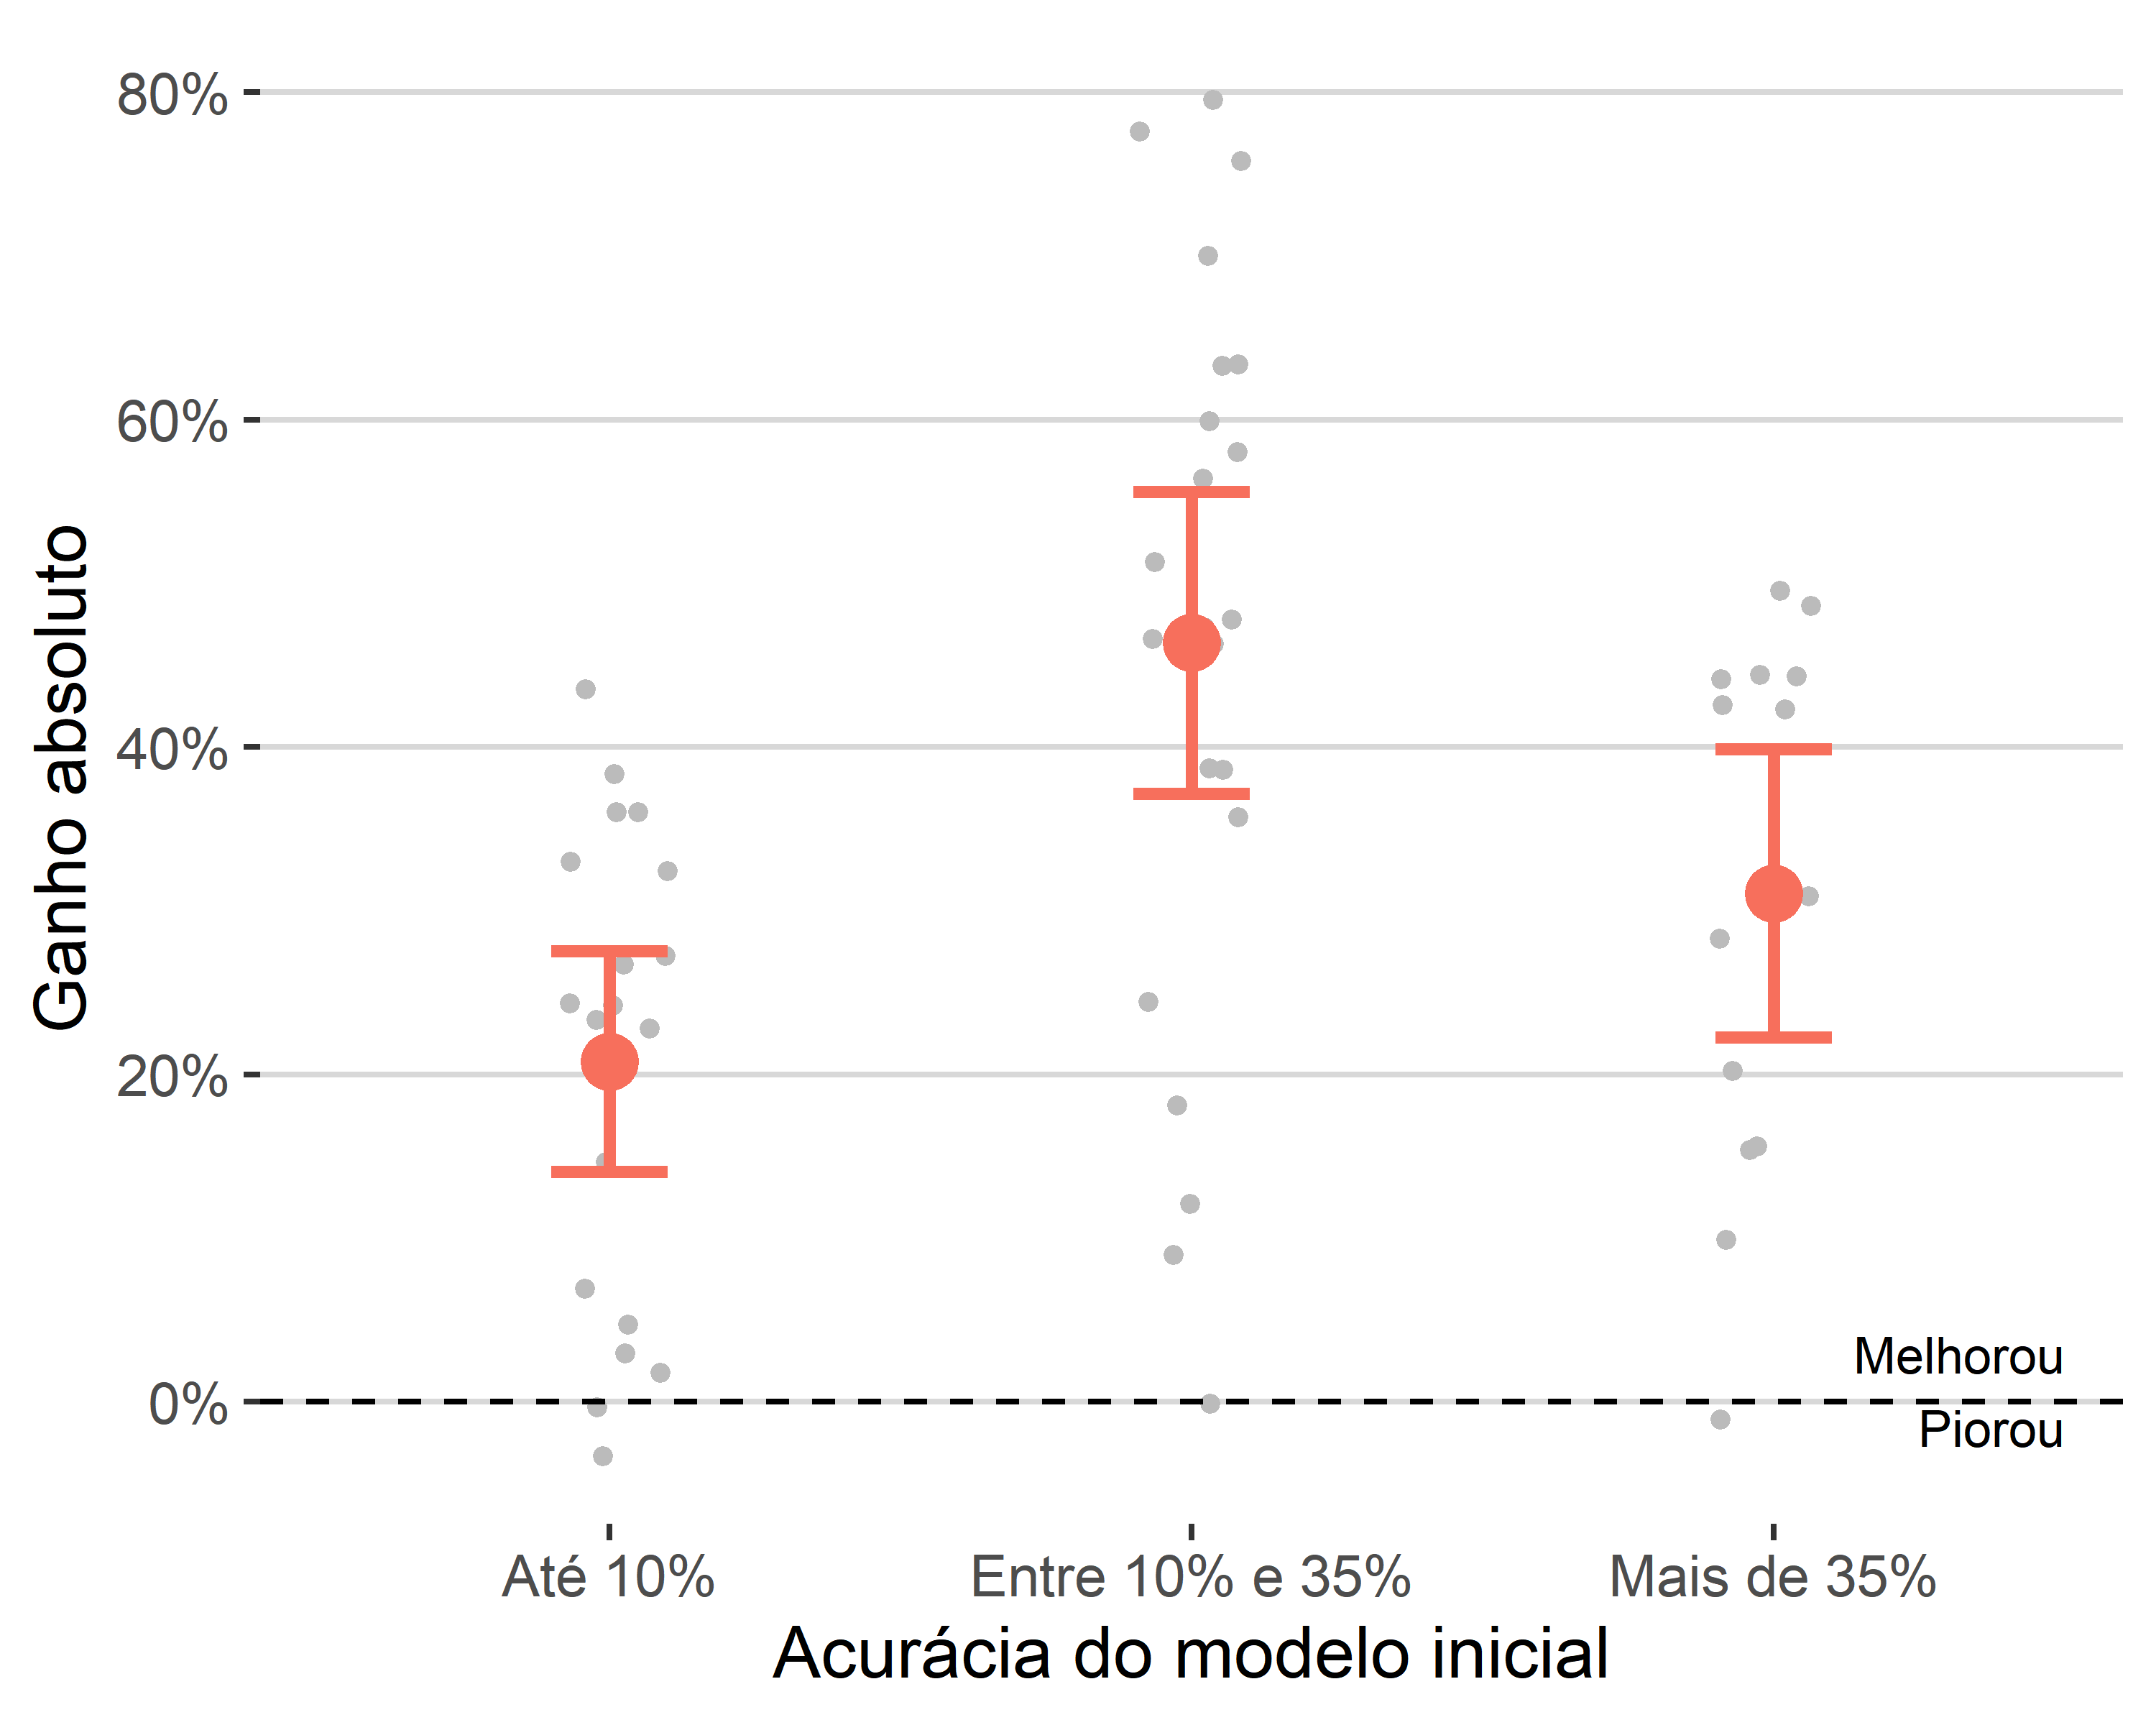 Ganho absoluto
80%
60%
40%
20%
0%
Melhorou
Piorou
Até 10%
Entre 10% e 35%
Mais de 35%
Acurácia do modelo inicial